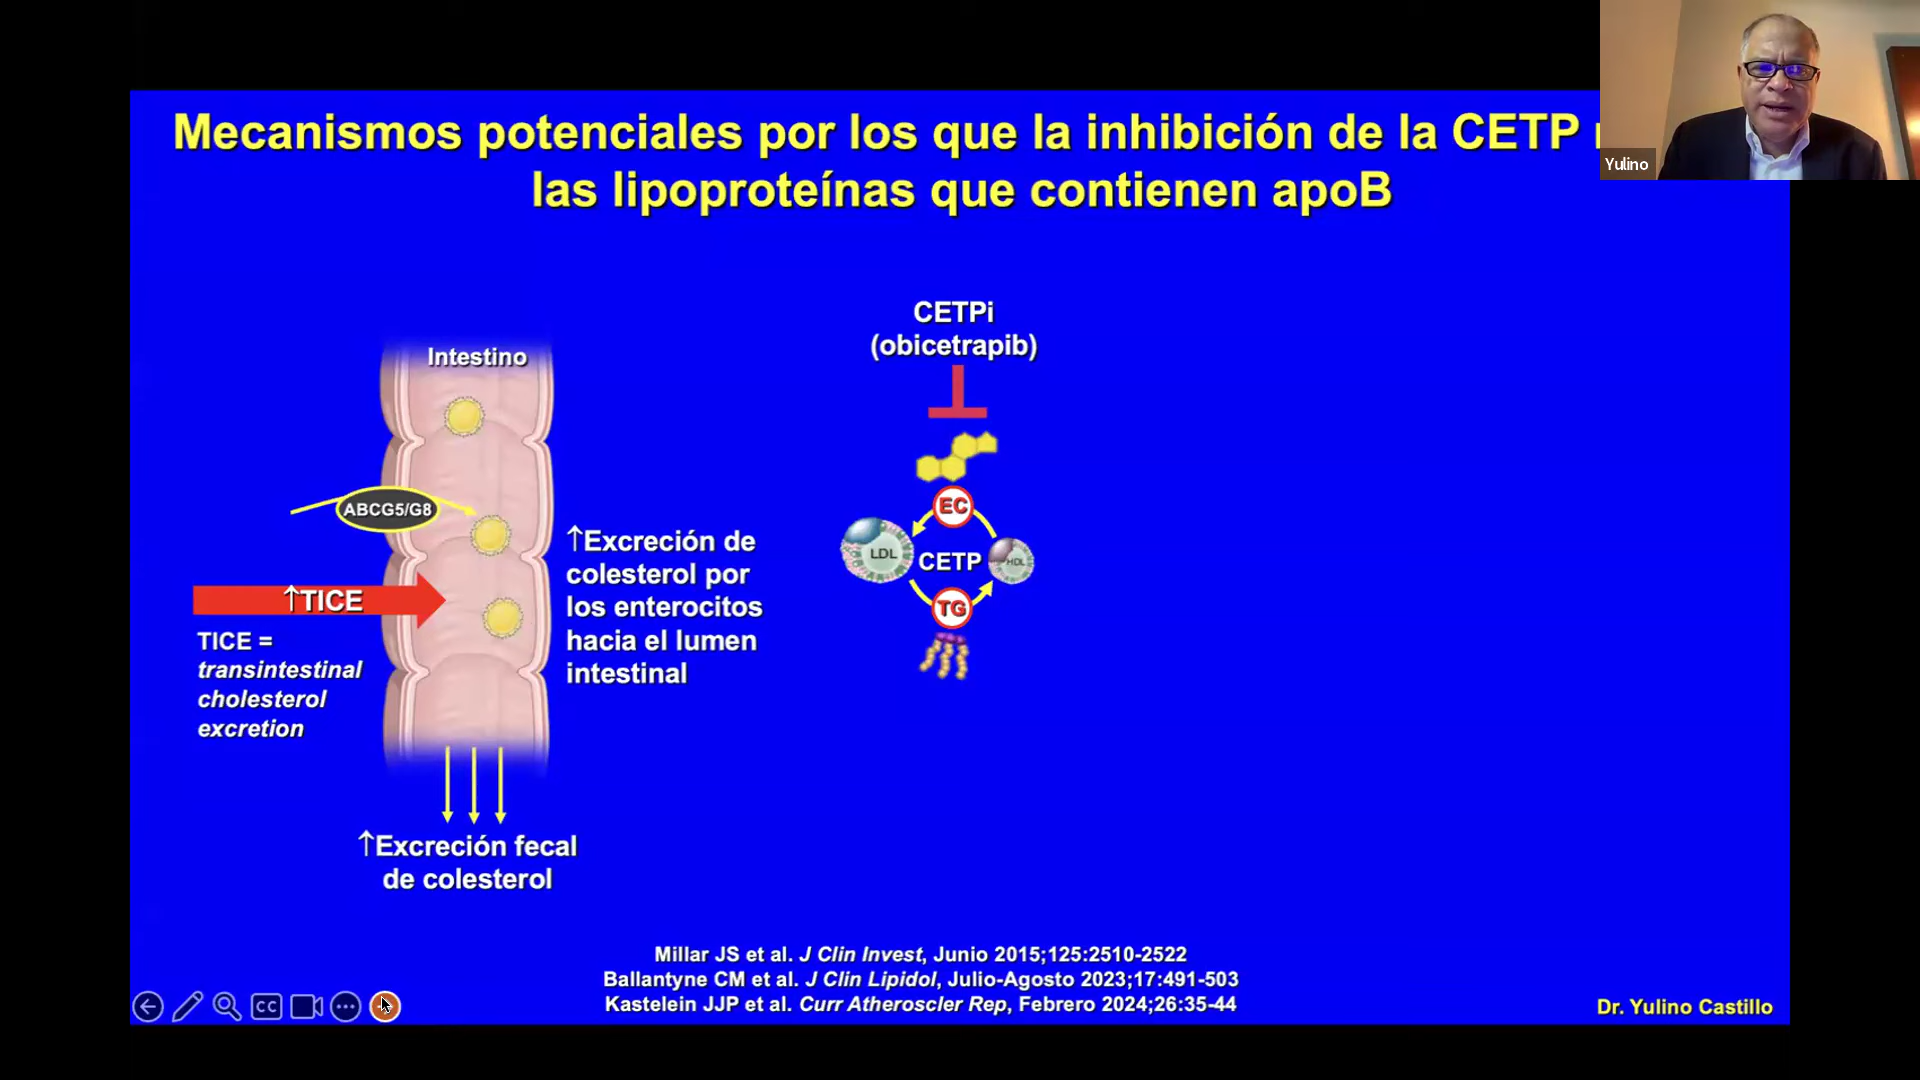 Mecanismos potenciales por los que la inhibición de la CETP
las lipoproteínas que contienen apoB
Yulino
CETPi
(obicetrapib)
Intestino
ABCG5/G8
↑TICE
TICE =
transintestinal
cholesterol
excretion
↑Excreción de
colesterol por
los enterocitos
hacia el lumen
intestinal
EC
LDL
CETP
HDL
TG
↑Excreción fecal
de colesterol
Millar JS et al. J Clin Invest, Junio 2015;125:2510-2522
Ballantyne CM et al. J Clin Lipidol, Julio-Agosto 2023;17:491-503
Kastelein JJP et al. Curr Atheroscler Rep, Febrero 2024;26:35-44
CC
Dr. Yulino Castillo